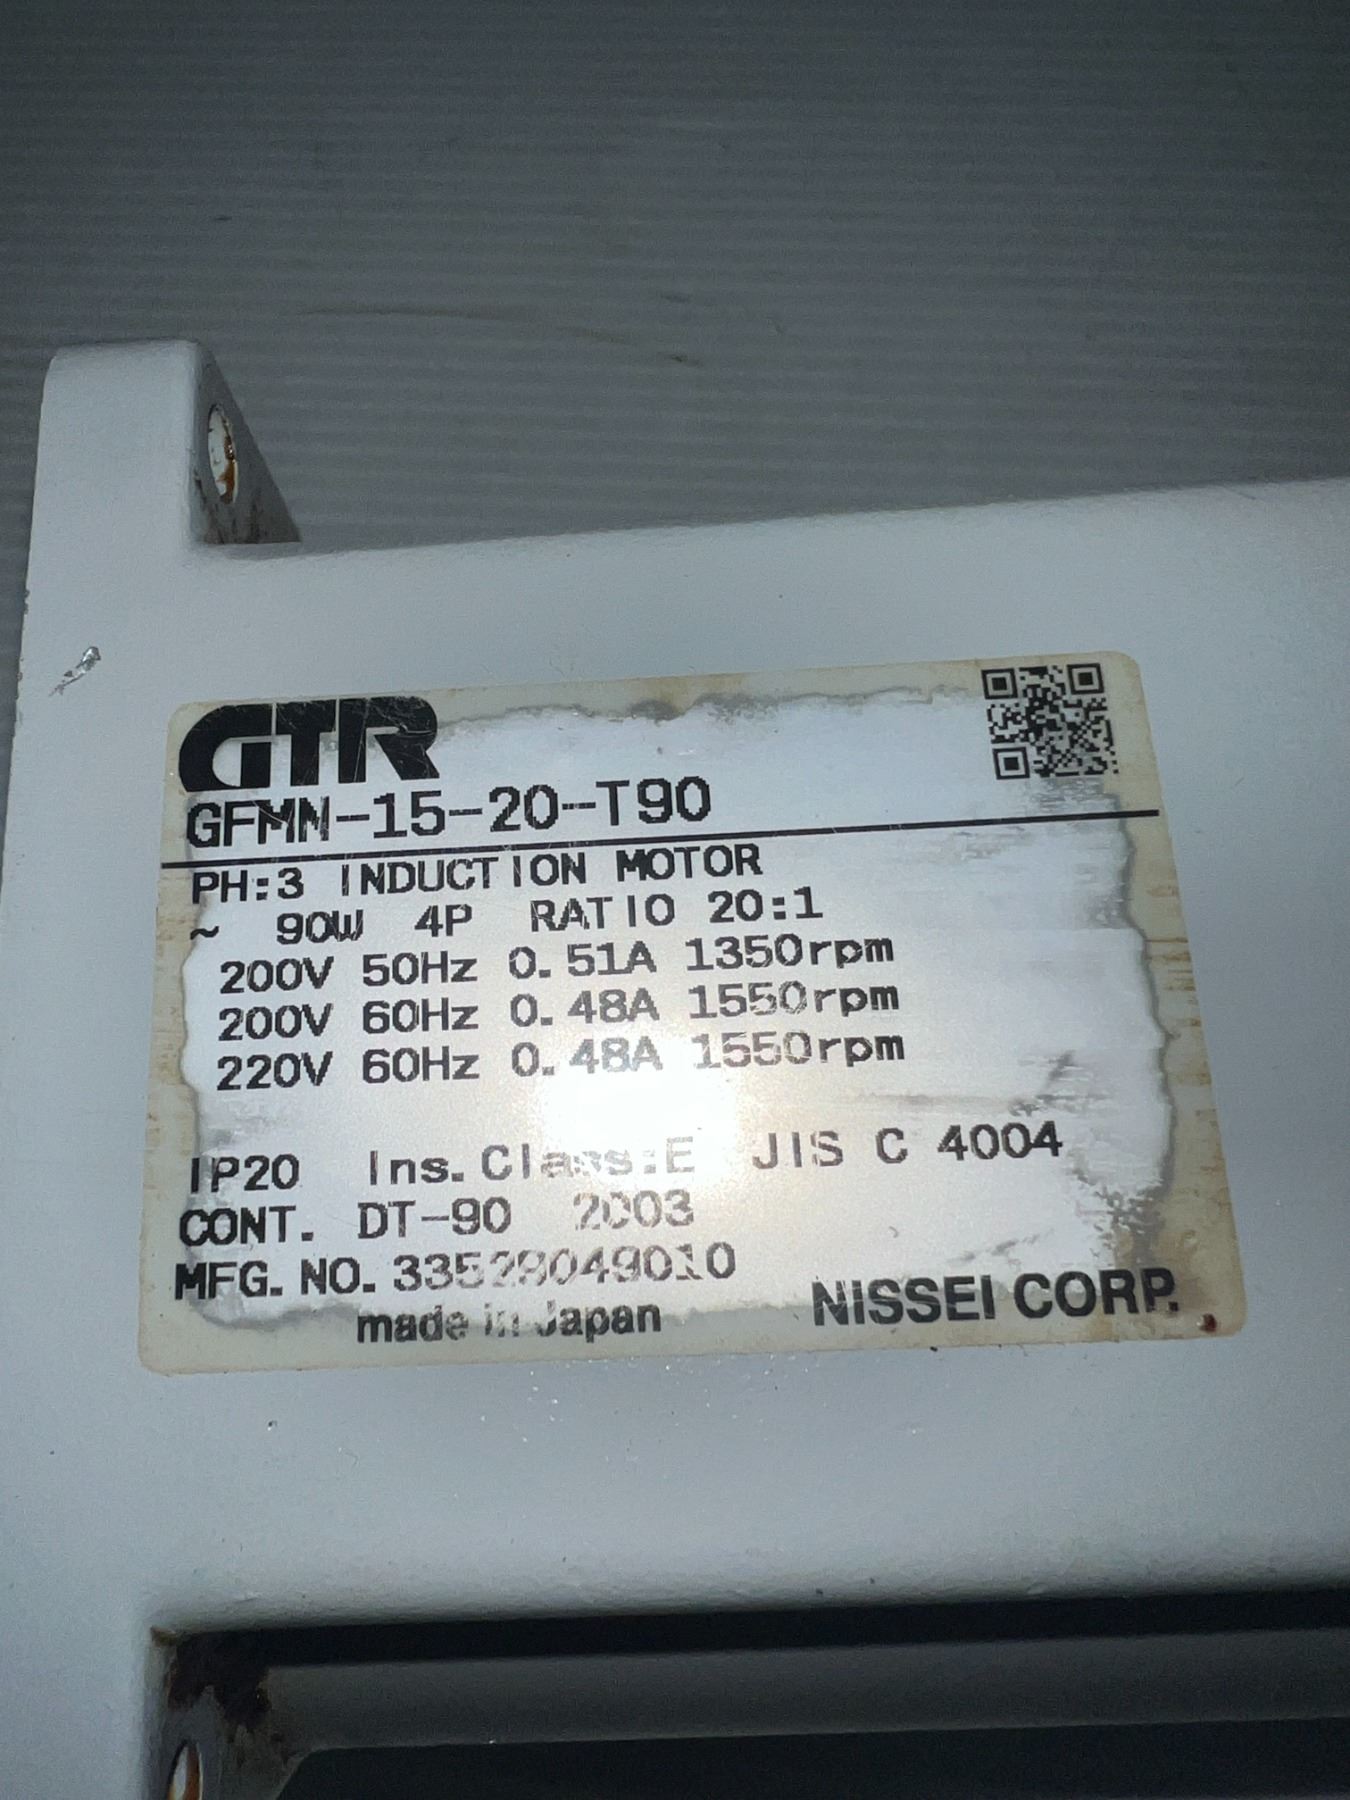 GTR
GFMN-15-20-T90
PH:3 INDUCTION MOTOR
~ 90W 4P RATIO 20:1
200V 50Hz 0.51A 1350rpm
200V 60Hz 0.48A 1550rpm
220V 60Hz 0.48A 1550rpm
IP20 Ins.Class:E JIS C 4004
CONT. DT-90 2003
MFG.NO.33529049010
made in Japan
NISSEI CORP.